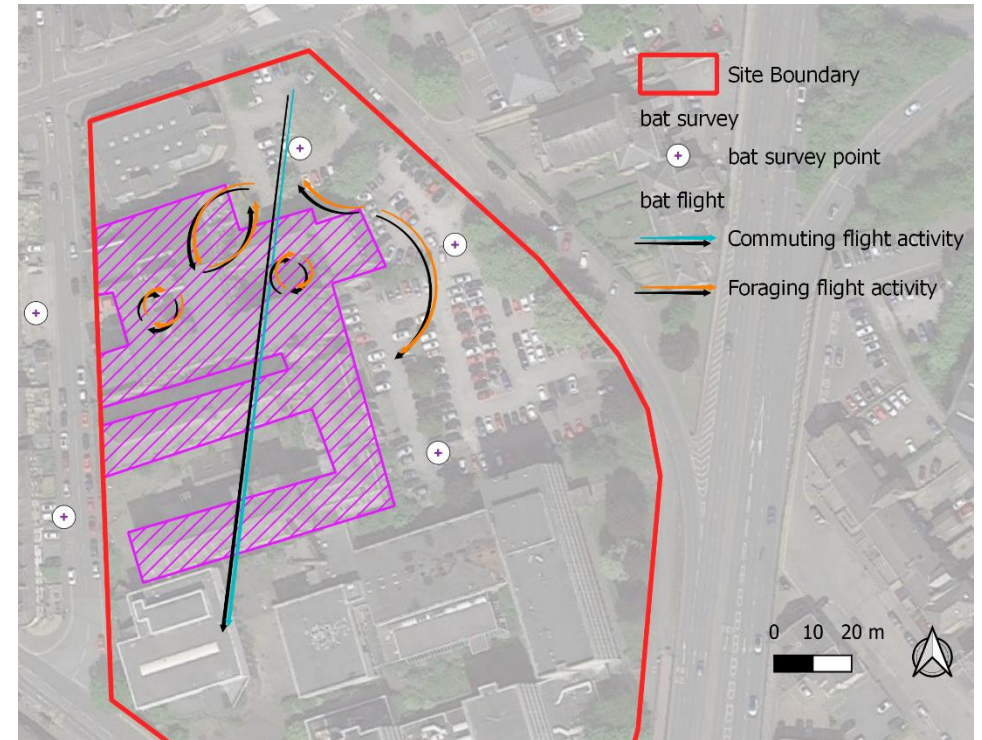 Site Boundary
bat survey
bat survey point
bat flight
Commuting flight activity
Foraging flight activity
0 10 20 m